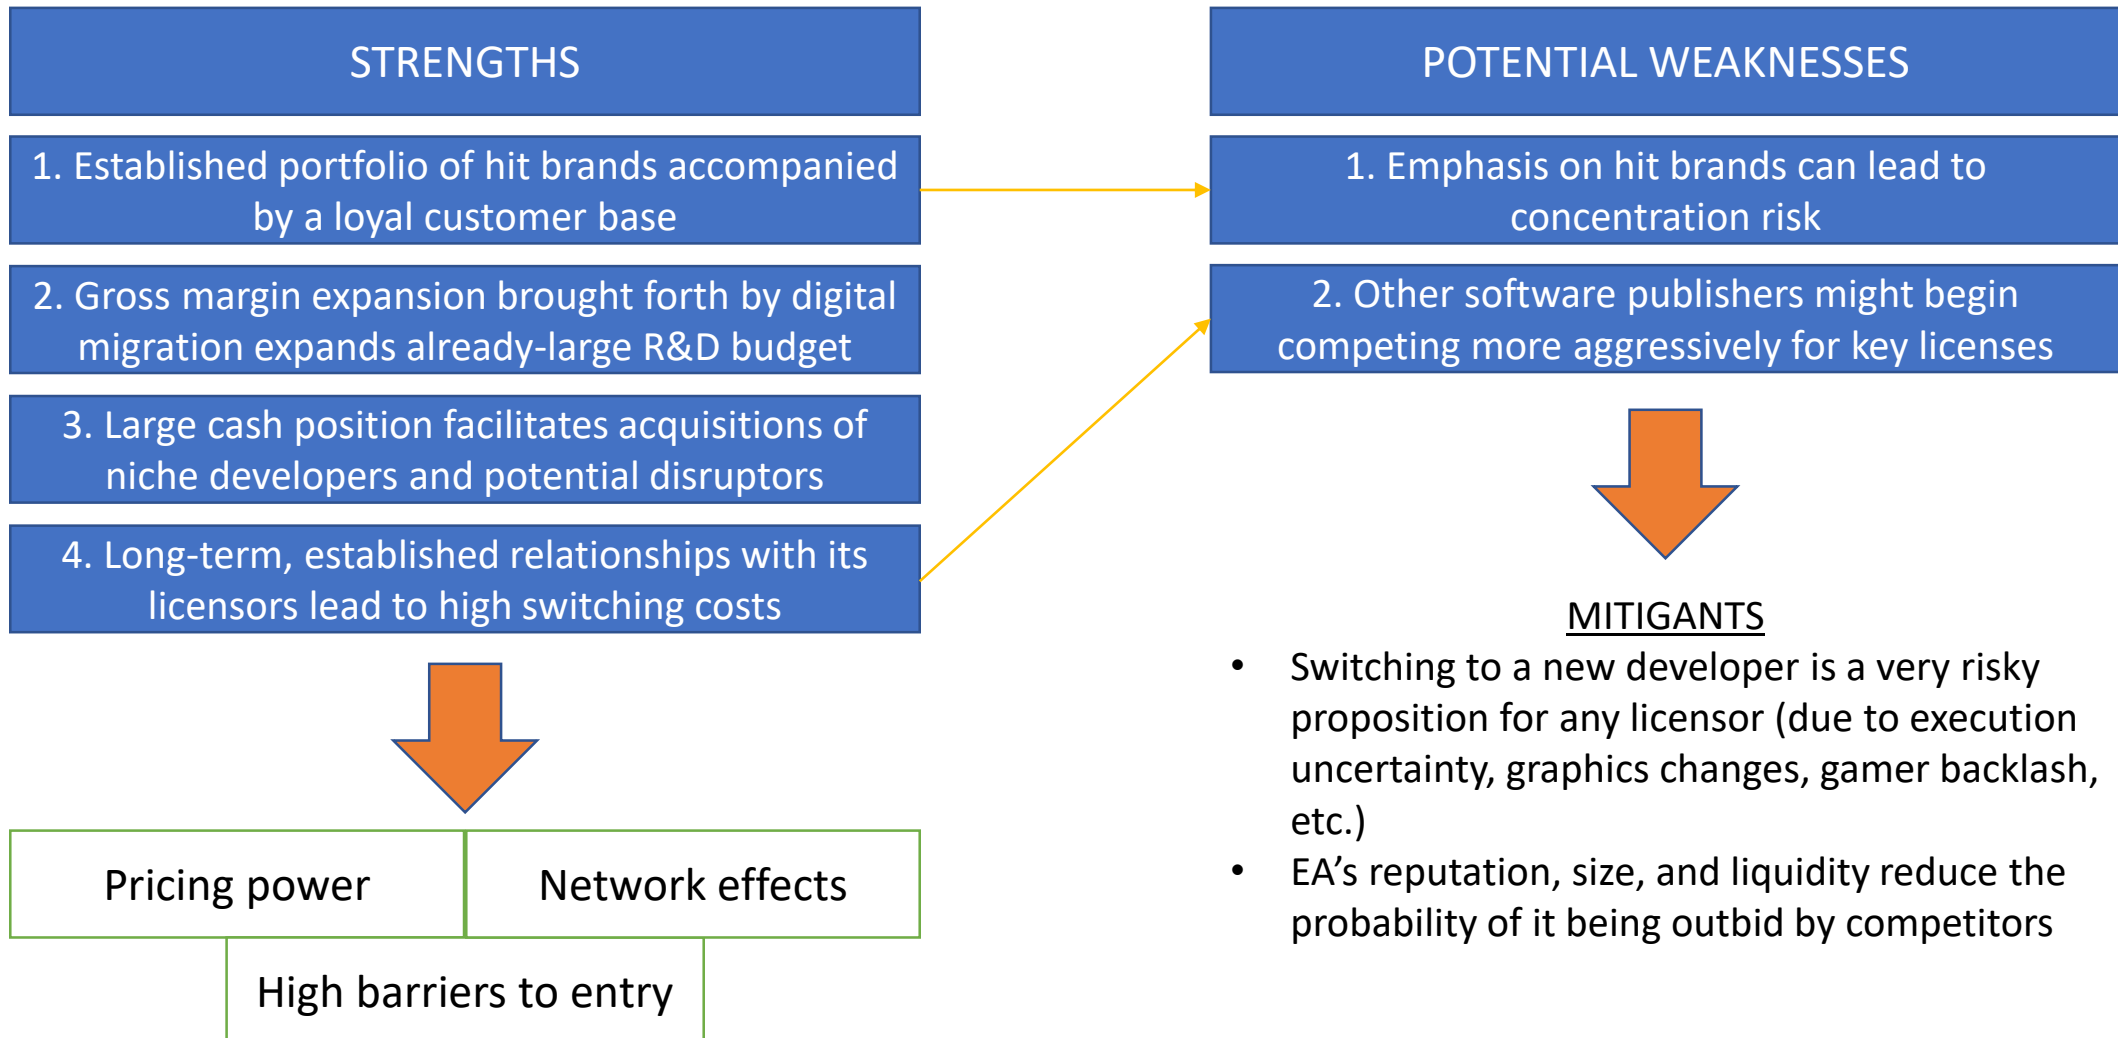 STRENGTHS
1. Established portfolio of hit brands accompanied
by a loyal customer base
2. Gross margin expansion brought forth by digital
migration expands already-large R&D budget
3. Large cash position facilitates acquisitions of
niche developers and potential disruptors
4. Long-term, established relationships with its
licensors lead to high switching costs
Pricing power
Network effects
High barriers to entry
POTENTIAL WEAKNESSES
1. Emphasis on hit brands can lead to
concentration risk
2. Other software publishers might begin
competing more aggressively for key licenses
MITIGANTS
• Switching to a new developer is a very risky
proposition for any licensor (due to execution
uncertainty, graphics changes, gamer backlash,
etc.)
• EA’s reputation, size, and liquidity reduce the
probability of it being outbid by competitors